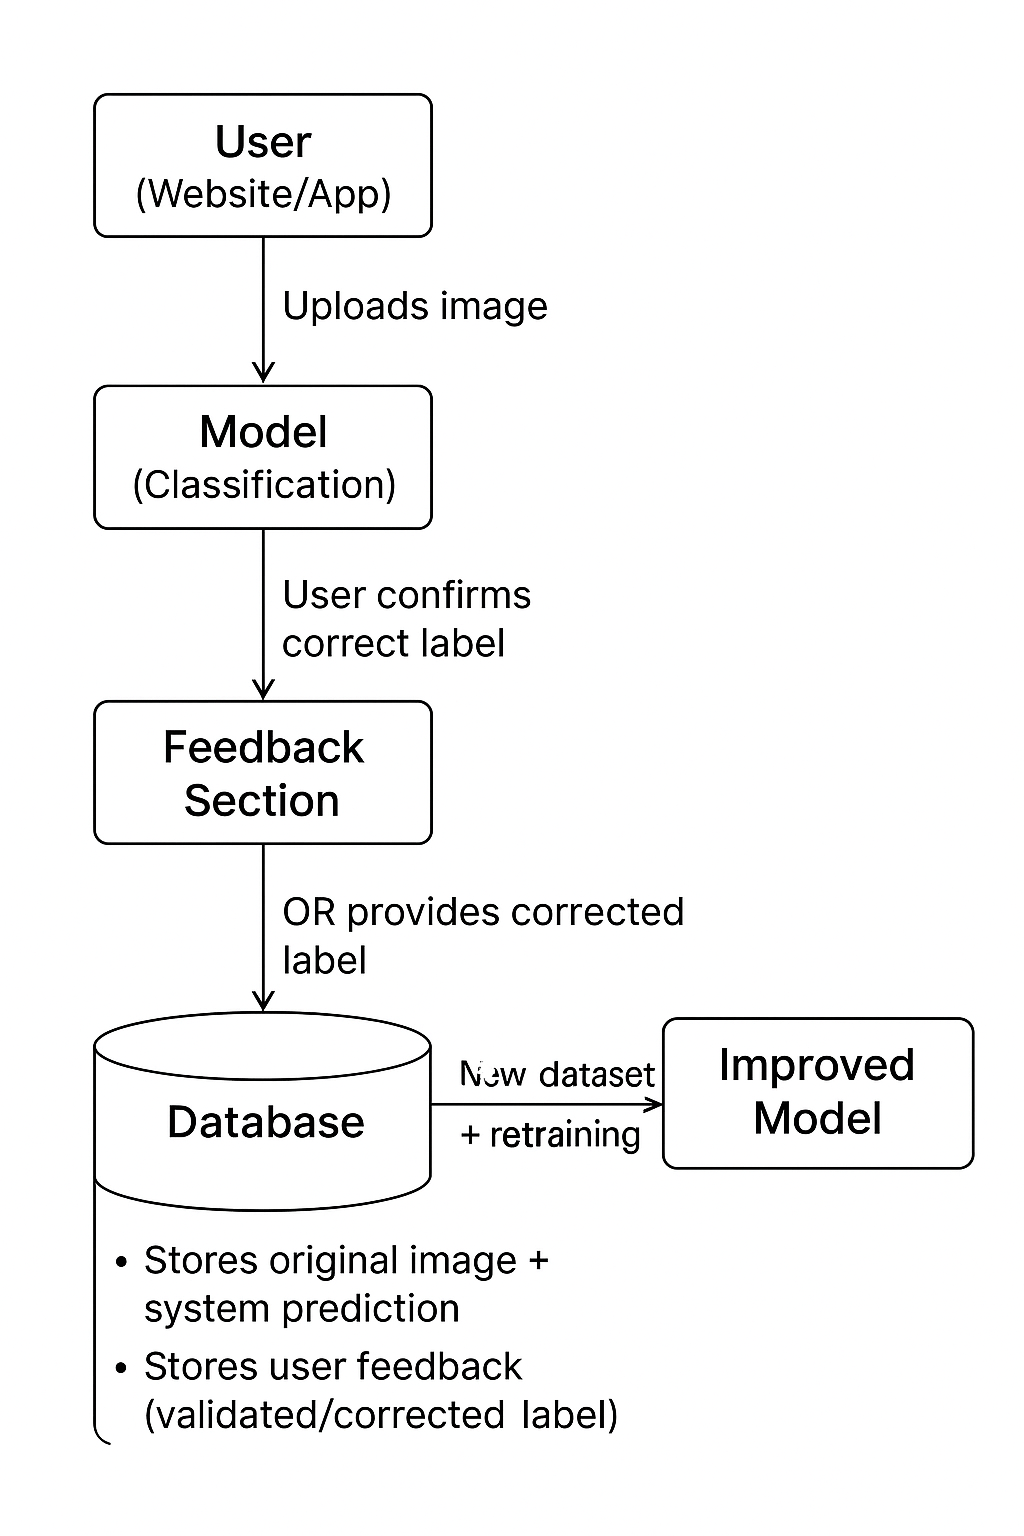 User
(Website/App)
Uploads image
Model
(Classification)
User confirms
correct label
Feedback
Section
OR provides corrected
label
Database
New dataset
+ retraining
Improved
Model
• Stores original image +
system prediction
• Stores user feedback
(validated/corrected label)